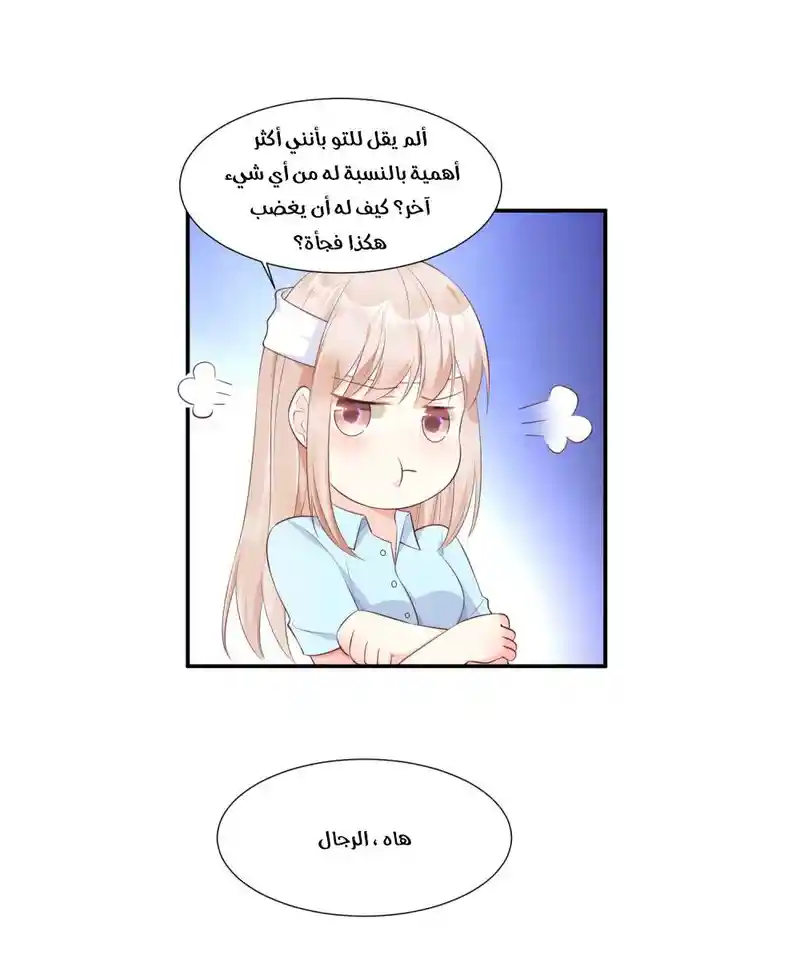 ألم يقل للتو بأنني أكثر
أهمية بالنسبة له من أي شيء
آخر؟ كيف له أن يغضب
هكذا فجأة؟
هاه ، الرجال